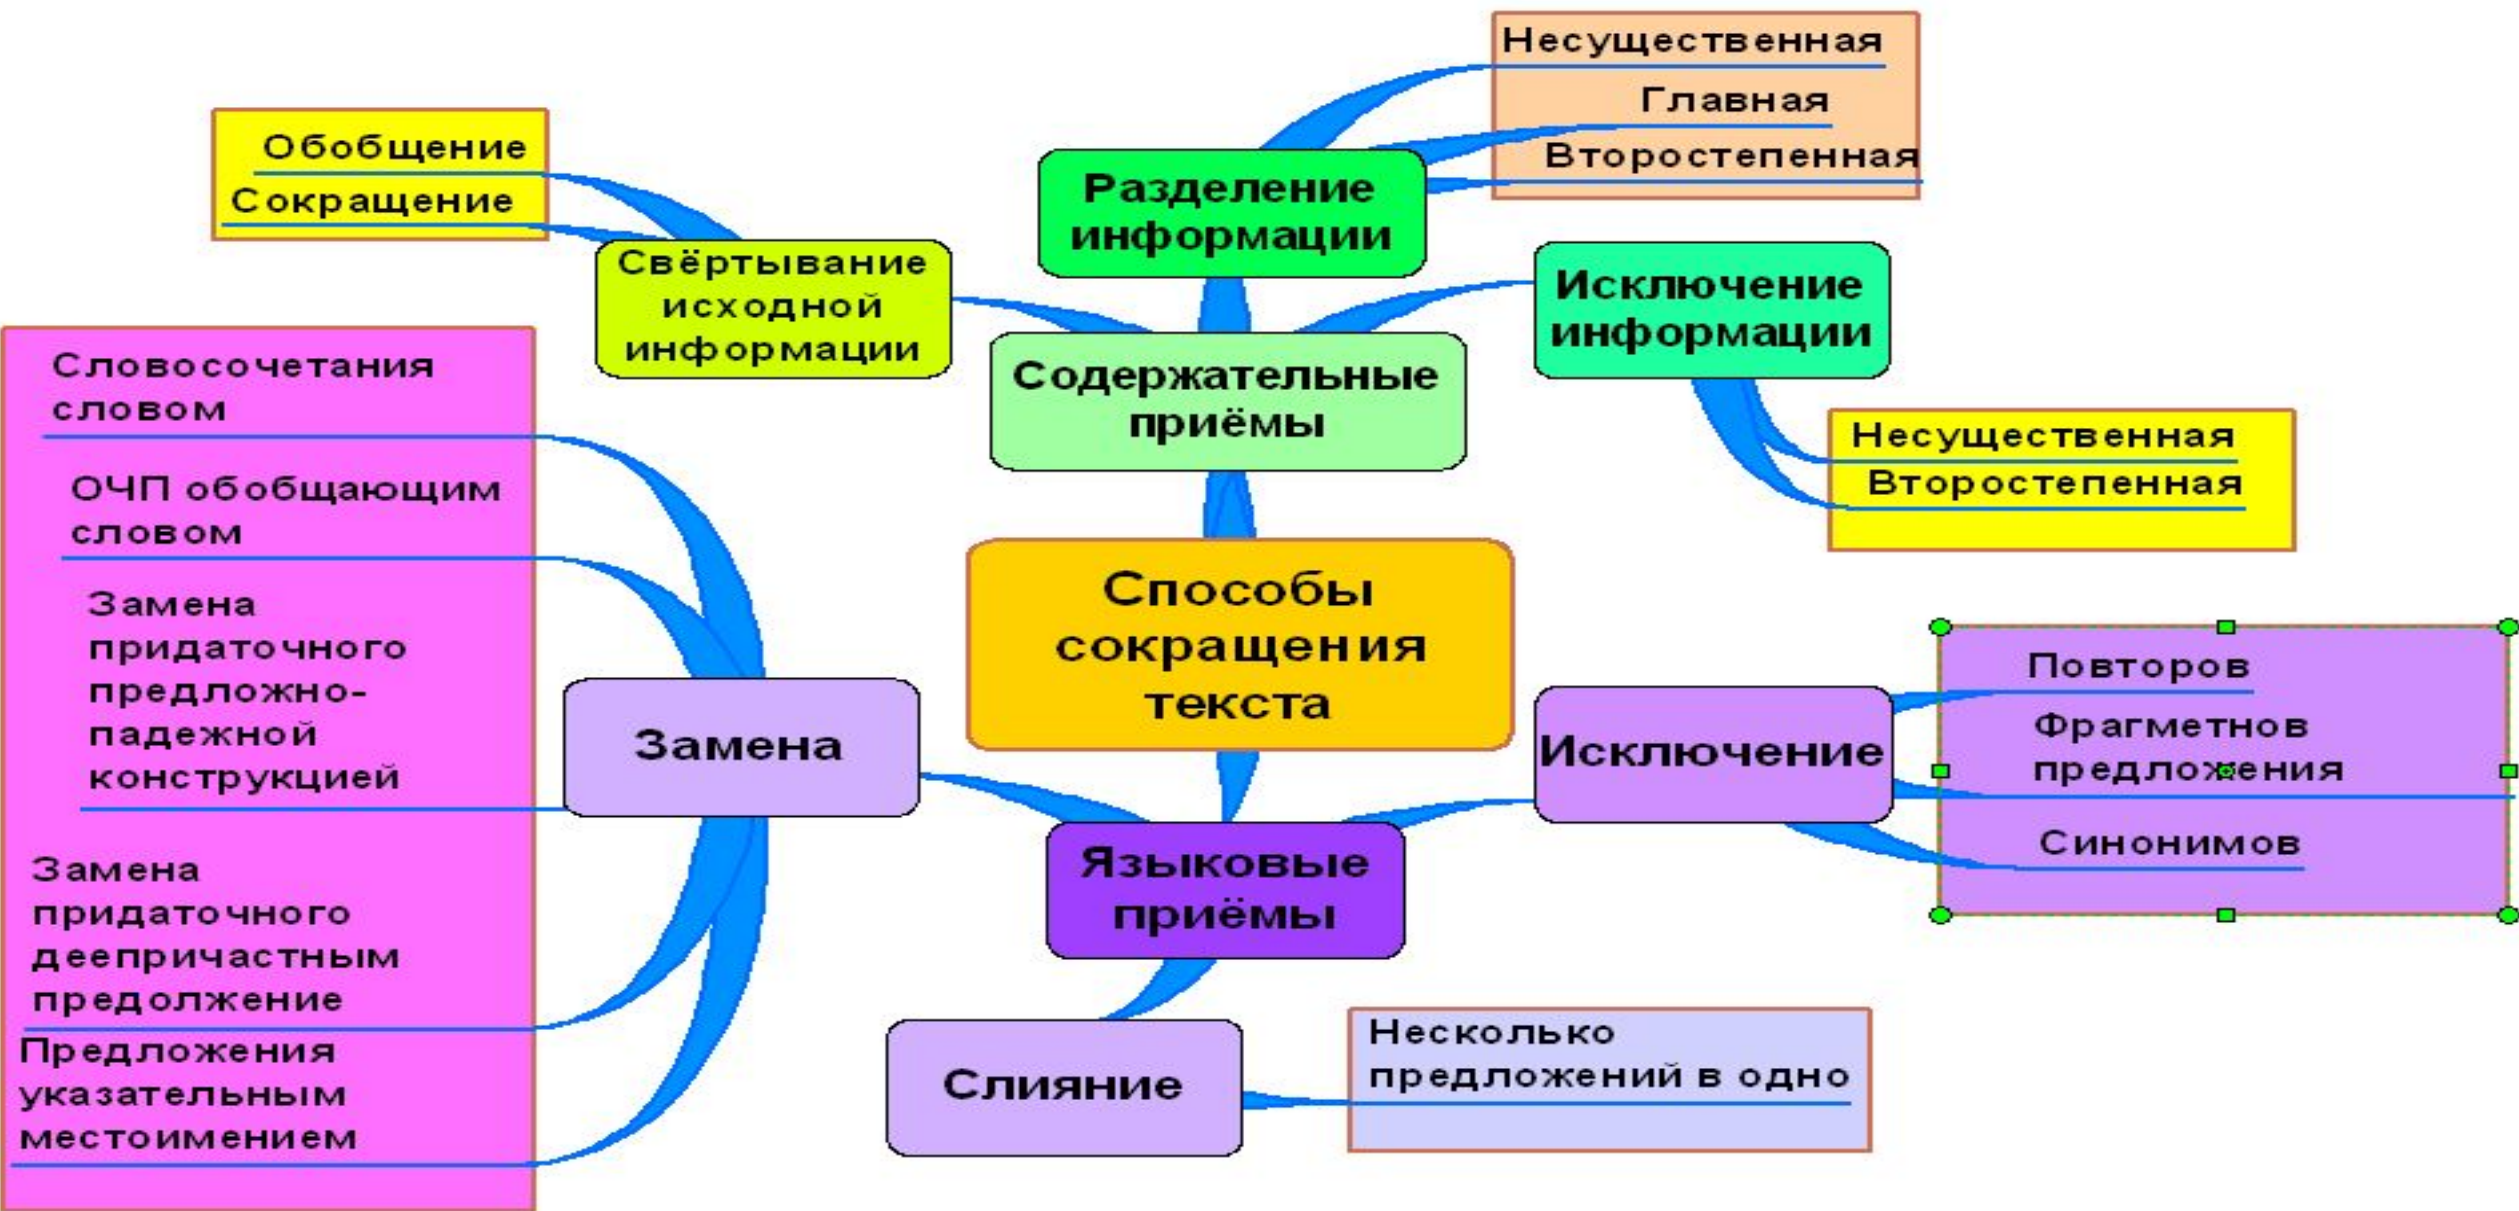 Несущественная
Главная
Второстепенная
Обобщение
Сокращение
Разделение
информации
Свёртывание
исходной
информации
Исключение
информации
Содержательные
приёмы
Несущественная
Второстепенная
Словосочетания
словом
ОЧП обобщающим
словом
Замена
придаточного
предложно-
падежной
конструкцией
Замена
придаточного
деепричастным
предолжение
Предложения
указательным
местоимением
Способы
сокращения
текста
Замена
Исключение
Повторов
Фрагметнов
предложения
Синонимов
Языковые
приёмы
Слияние
Несколько
предложений в одно